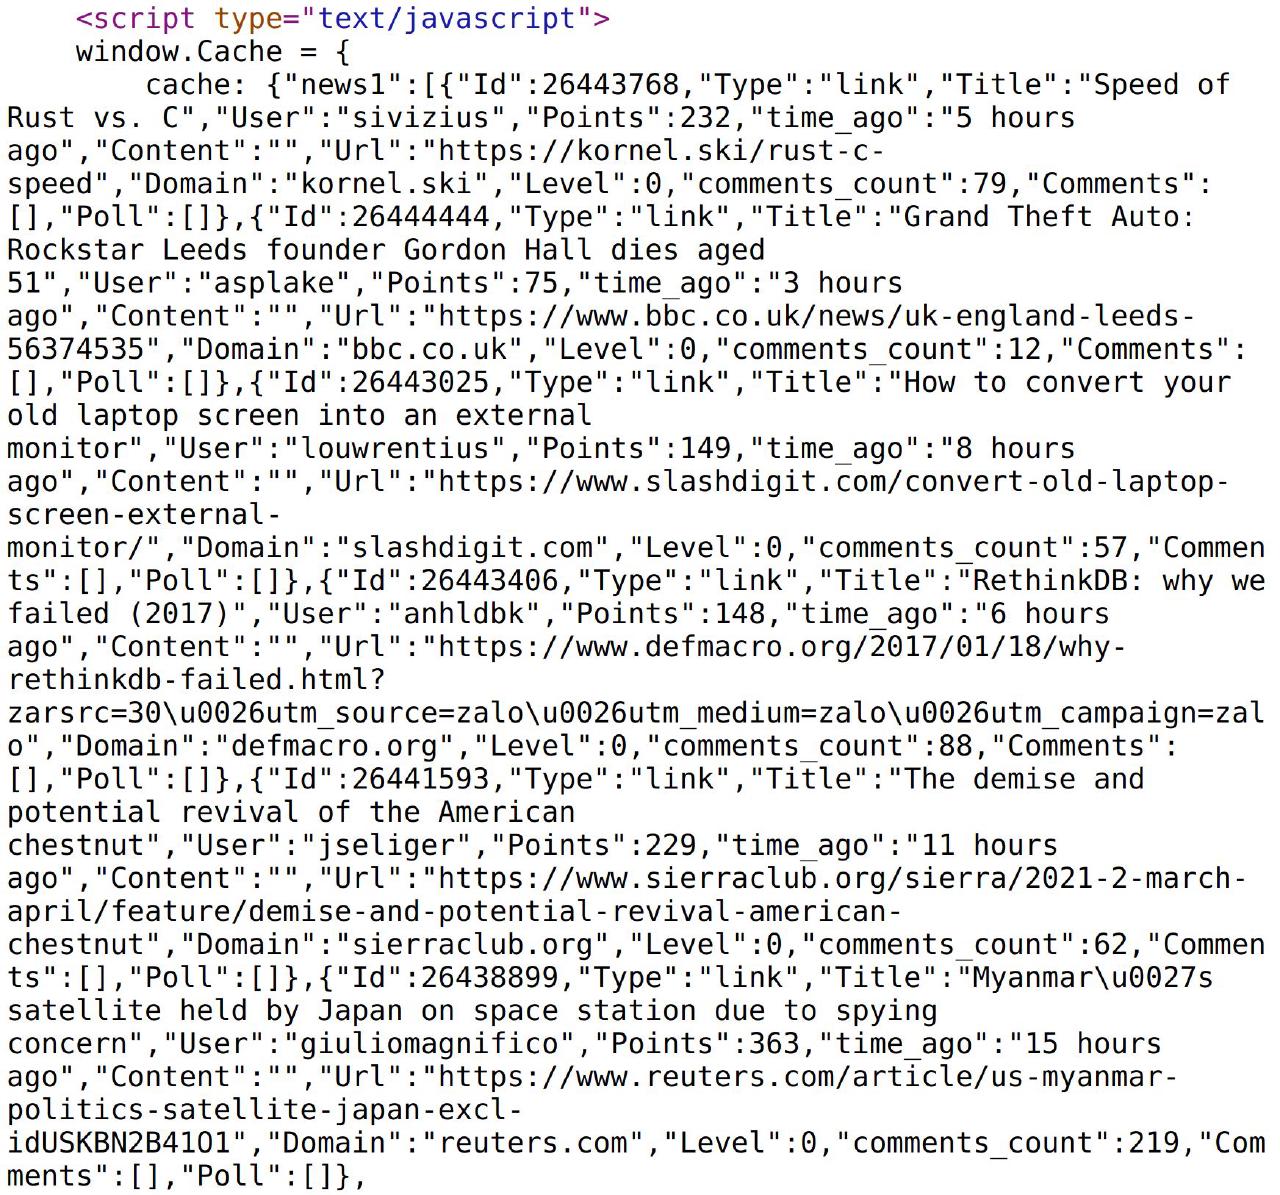 <script type="text/javascript">
window.Cache = {
cache: {"news1":[{"Id":26443768,"Type":"link","Title":"Speed of
Rust vs. C","User":"sivizius","Points":232,"time_ago":"5 hours
ago","Content":"","Url":"https://kornel.ski/rust-c-
speed","Domain":"kornel.ski","Level":0,"comments_count":79,"Comments":
[],"Poll":[]},{"Id":26444444,"Type":"link","Title":"Grand Theft Auto:
Rockstar Leeds founder Gordon Hall dies aged
51","User":"asplake","Points":75,"time_ago":"3 hours
ago","Content":"","Url":"https://www.bbc.co.uk/news/uk-england-leeds-
56374535","Domain":"bbc.co.uk","Level":0,"comments_count":12,"Comments":
[],"Poll":[]},{"Id":26443025,"Type":"link","Title":"How to convert your
old laptop screen into an external
monitor","User":"louwrentius","Points":149,"time_ago":"8 hours
ago","Content":"","Url":"https://www.slashdigit.com/convert-old-laptop-
screen-external-
monitor/","Domain":"slashdigit.com","Level":0,"comments_count":57,"Commen
ts":[],"Poll":[]},{"Id":26443406,"Type":"link","Title":"RethinkDB: why we
failed (2017)","User":"anhldbk","Points":148,"time_ago":"6 hours
ago","Content":"","Url":"https://www.defmacro.org/2017/01/18/why-
rethinkdb-failed.html?
zarsrc=30\u0026utm_source=zalo\u0026utm_medium=zalo\u0026utm_campaign=zal
o","Domain":"defmacro.org","Level":0,"comments_count":88,"Comments":
[],"Poll":[]},{"Id":26441593,"Type":"link","Title":"The demise and
potential revival of the American
chestnut","User":"jseliger","Points":229,"time_ago":"11 hours
ago","Content":"","Url":"https://www.sierraclub.org/sierra/2021-2-march-
april/feature/demise-and-potential-revival-american-
chestnut","Domain":"sierraclub.org","Level":0,"comments_count":62,"Commen
ts":[],"Poll":[]},{"Id":26438899,"Type":"link","Title":"Myanmar\u0027s
satellite held by Japan on space station due to spying
concern","User":"giuliomagnifico","Points":363,"time_ago":"15 hours
ago","Content":"","Url":"https://www.reuters.com/article/us-myanmar-
politics-satellite-japan-excl-
idUSKBN2B41O1","Domain":"reuters.com","Level":0,"comments_count":219,"Com
ments":[],"Poll":[]},